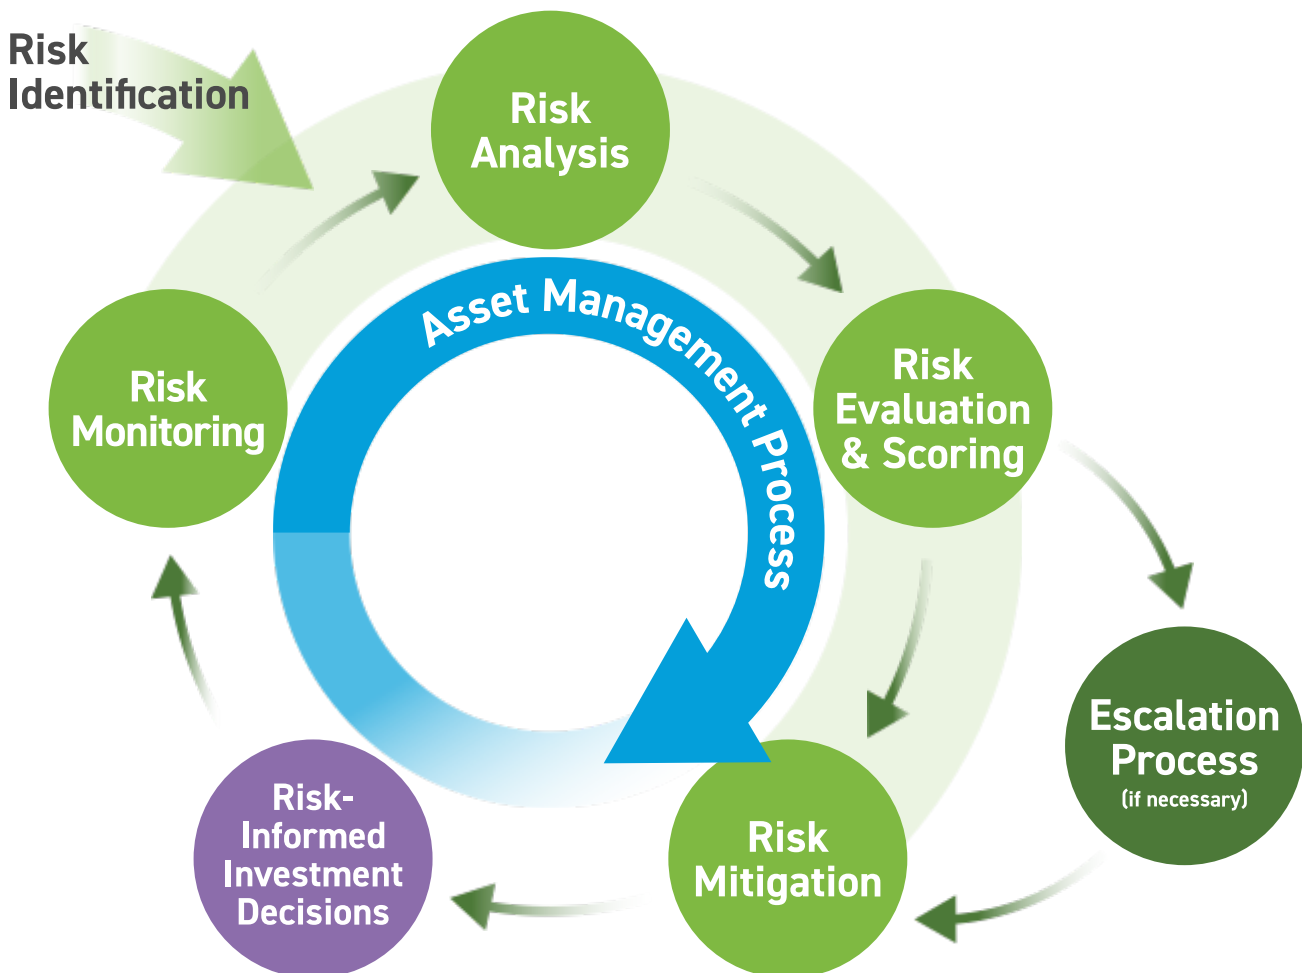 Risk
Identification
Risk
Analysis
Asset Management Process
Risk
Evaluation
& Scoring
Risk
Monitoring
Escalation
Process
(if necessary)
Risk
Mitigation
Risk-
Informed
Investment
Decisions